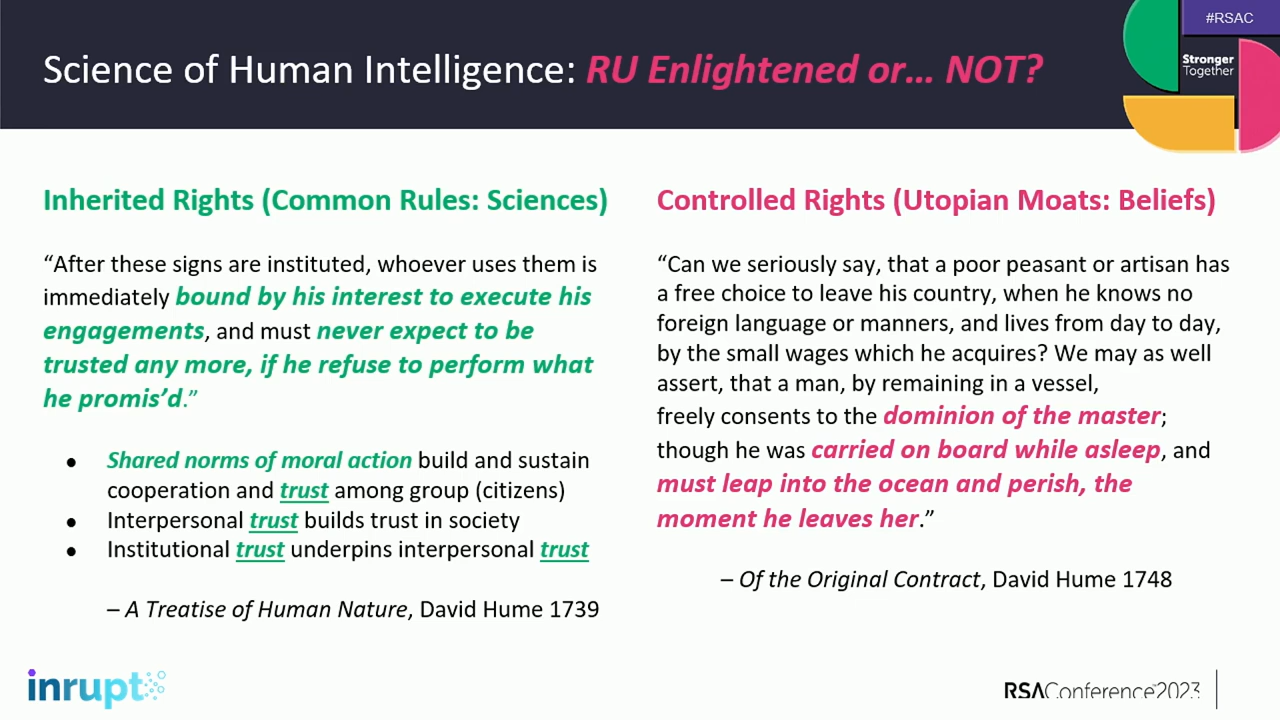 #RSAC
Stronger
Together
Science of Human Intelligence: RU Enlightened or... NOT?
Inherited Rights (Common Rules: Sciences)
“After these signs are instituted, whoever uses them is
immediately bound by his interest to execute his
engagements, and must never expect to be
trusted any more, if he refuse to perform what
he promis’d.”
● Shared norms of moral action build and sustain
cooperation and trust among group (citizens)
● Interpersonal trust builds trust in society
● Institutional trust underpins interpersonal trust
– A Treatise of Human Nature, David Hume 1739
Controlled Rights (Utopian Moats: Beliefs)
“Can we seriously say, that a poor peasant or artisan has
a free choice to leave his country, when he knows no
foreign language or manners, and lives from day to day,
by the small wages which he acquires? We may as well
assert, that a man, by remaining in a vessel,
freely consents to the dominion of the master;
though he was carried on board while asleep, and
must leap into the ocean and perish, the
moment he leaves her.”
– Of the Original Contract, David Hume 1748
inrupt
RSAConference™2023